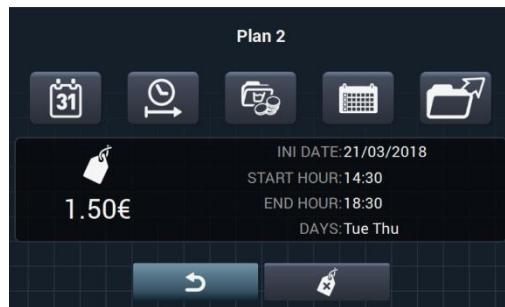 Plan 2
31
INI DATE:21/03/2018
START HOUR:14:30
1.50€
END HOUR:18:30
DAYS:Tue Thu